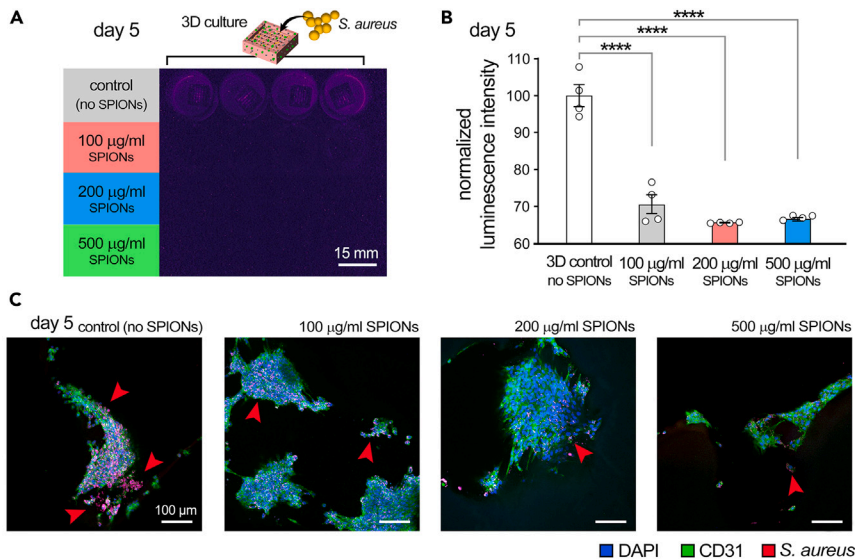 A
day 5
3D culture
S. aureus
control
(no SPIONs)
100 μg/ml
SPIONs
200 μg/ml
SPIONs
500 μg/ml
SPIONs
15 mm
B
day 5
****
****
****
normalized
luminescence intensity
110
100
90
80
70
60
3D control
no SPIONs
100 μg/ml
SPIONs
200 μg/ml
SPIONs
500 μg/ml
SPIONs
C
day 5 control (no SPIONs)
100 μg/ml SPIONs
200 μg/ml SPIONs
500 μg/ml SPIONs
100 μm
DAPI
CD31
S. aureus